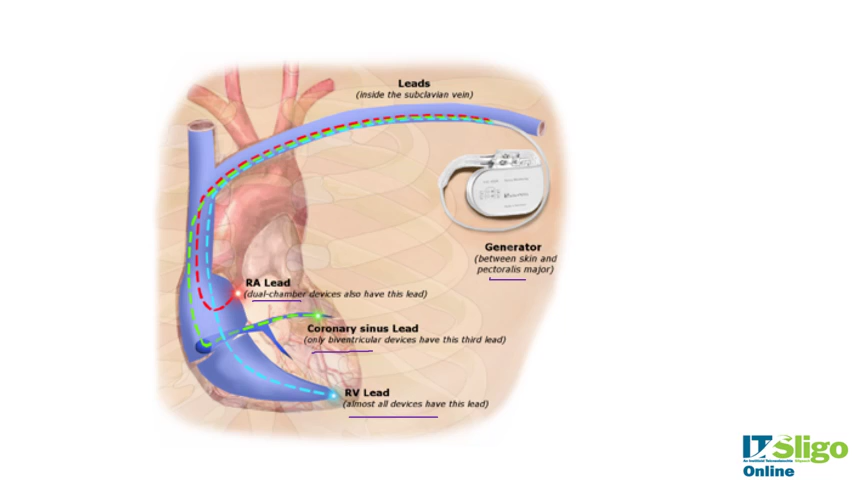 Leads
(inside the subclavian vein)
Generator
(between skin and
pectoralis major)
RA Lead
(dual-chamber devices also have this lead)
Coronary sinus Lead
(only biventricular devices have this third lead)
RV Lead
(almost all devices have this lead)
IT Sligo
Online